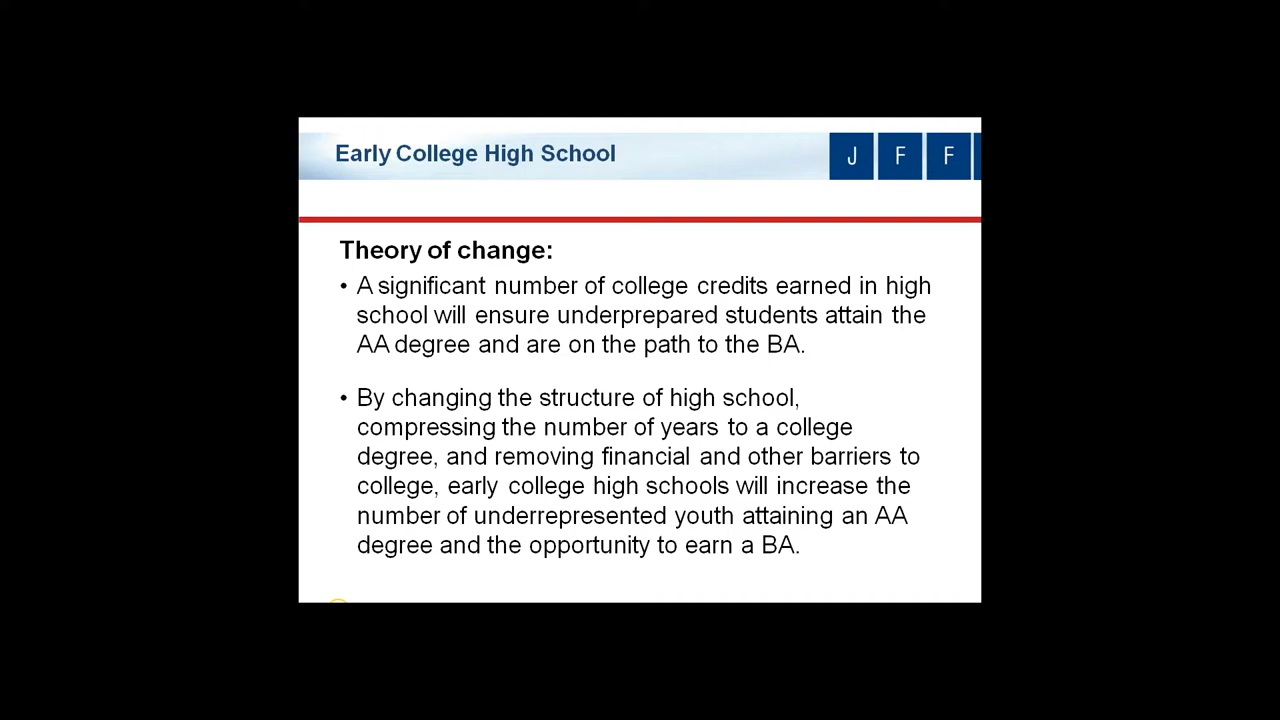 Early College High School
J F F
Theory of change:
• A significant number of college credits earned in high
school will ensure underprepared students attain the
AA degree and are on the path to the BA.
• By changing the structure of high school,
compressing the number of years to a college
degree, and removing financial and other barriers to
college, early college high schools will increase the
number of underrepresented youth attaining an AA
degree and the opportunity to earn a BA.